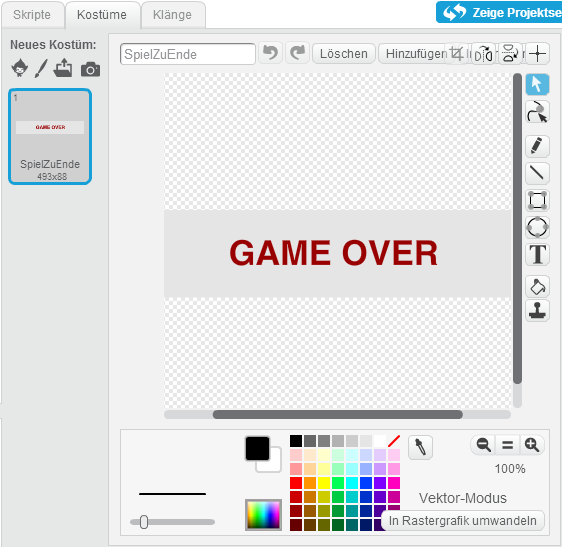 Skripte
Kostüme
Klänge
Zeige Projektse
Neues Kostüm:
SpielZuEnde
Löschen
Hinzufügen
1
GAME OVER
SpielZuEnde
493x88
GAME OVER
T
100%
Vektor-Modus
In Rastergrafik umwandeln